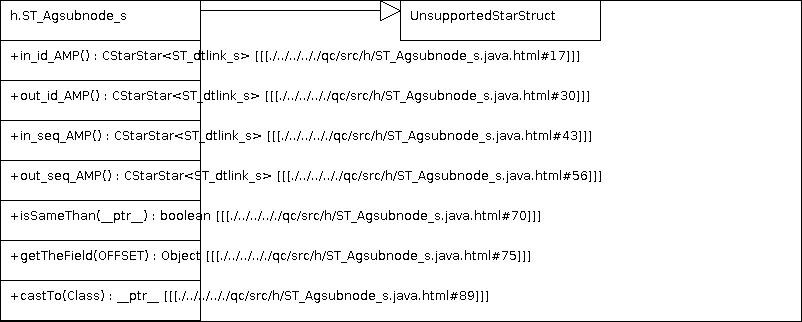 h.ST_Agsubnode_s
UnsupportedStarStruct
+in_id_AMP() : CStarStar<ST_dtlink_s> [[[./../../../../qc/src/h/ST_Agsubnode_s.java.html#17]]]
+out_id_AMP() : CStarStar<ST_dtlink_s> [[[./../../../../qc/src/h/ST_Agsubnode_s.java.html#30]]]
+in_seq_AMP() : CStarStar<ST_dtlink_s> [[[./../../../../qc/src/h/ST_Agsubnode_s.java.html#43]]]
+out_seq_AMP() : CStarStar<ST_dtlink_s> [[[./../../../../qc/src/h/ST_Agsubnode_s.java.html#56]]]
+isSameThan(__ptr__) : boolean [[[./../../../../qc/src/h/ST_Agsubnode_s.java.html#70]]]
+getTheField(OFFSET) : Object [[[./../../../../qc/src/h/ST_Agsubnode_s.java.html#75]]]
+castTo(Class) : __ptr__ [[[./../../../../qc/src/h/ST_Agsubnode_s.java.html#89]]]